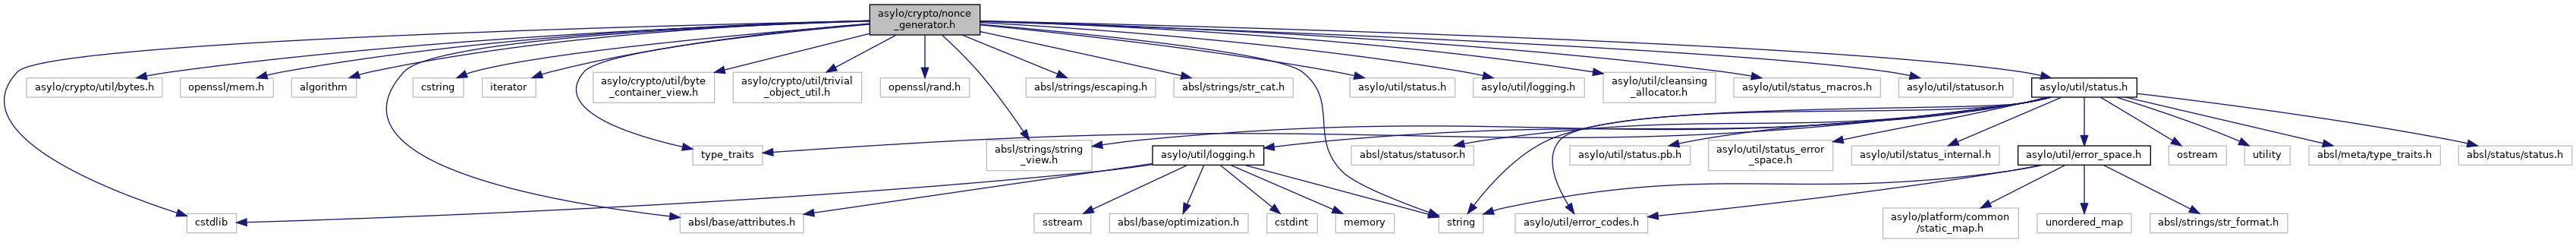 asylo/crypto/nonce
_generator.h
asylo/crypto/util/bytes.h
openssl/mem.h
algorithm
cstring
iterator
asylo/crypto/util/byte
_container_view.h
asylo/crypto/util/trivial
_object_util.h
openssl/rand.h
absl/strings/escaping.h
absl/strings/str_cat.h
asylo/util/status.h
asylo/util/logging.h
asylo/util/cleansing
_allocator.h
asylo/util/status_macros.h
asylo/util/statusor.h
asylo/util/status.h
type_traits
absl/strings/string
_view.h
asylo/util/logging.h
absl/status/statusor.h
asylo/util/status.pb.h
asylo/util/status_error
_space.h
asylo/util/status_internal.h
asylo/util/error_space.h
ostream
utility
absl/meta/type_traits.h
absl/status/status.h
cstdlib
absl/base/attributes.h
sstream
absl/base/optimization.h
cstdint
memory
string
asylo/util/error_codes.h
asylo/platform/common
/static_map.h
unordered_map
absl/strings/str_format.h